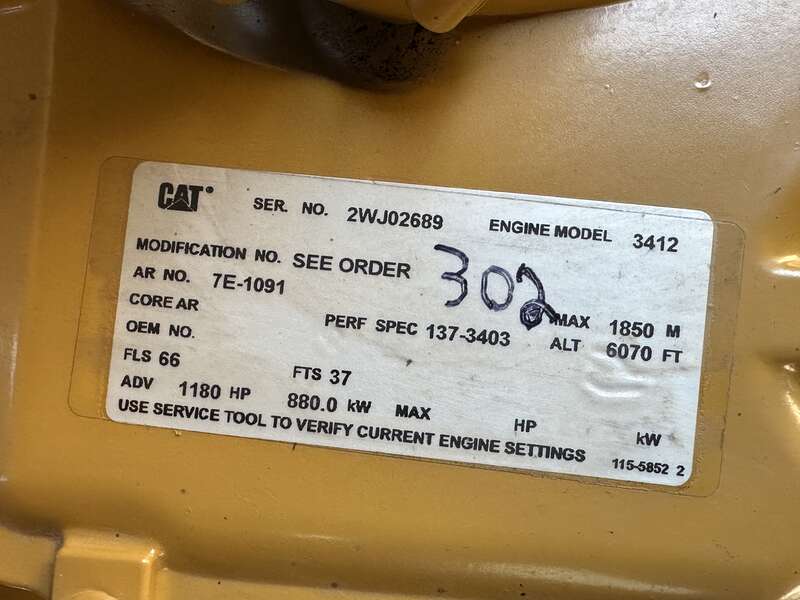 CAT SER. NO. 2WJ02689 ENGINE MODEL 3412
MODIFICATION NO. SEE ORDER 302
AR NO. 7E-1091
CORE AR PERF SPEC 137-3403 MAX 1850 M
OEM NO. ALT 6070 FT
FLS 66 FTS 37
ADV 1180 HP 880.0 kW MAX HP kW
USE SERVICE TOOL TO VERIFY CURRENT ENGINE SETTINGS 115-5852 2